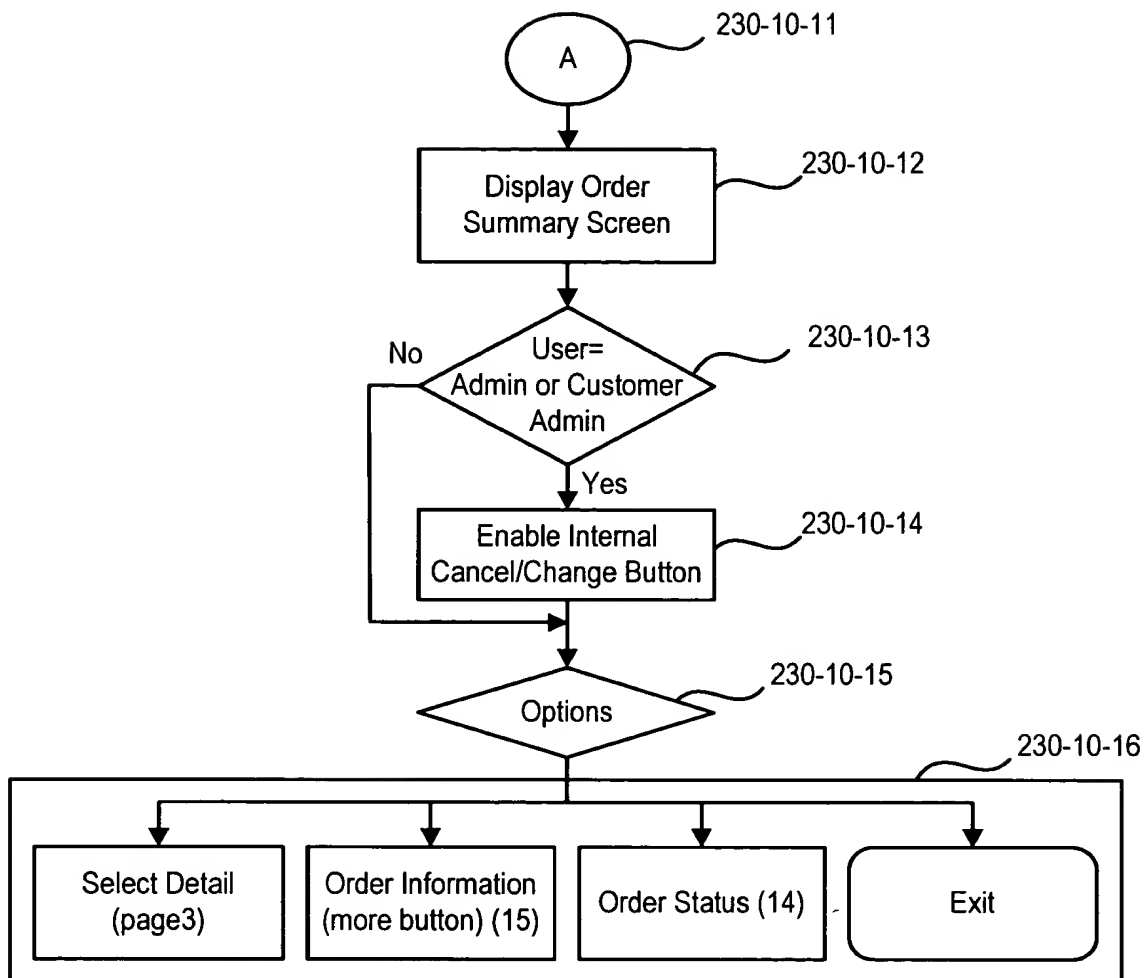 230-10-11
A
230-10-12
Display Order
Summary Screen
230-10-13
No
User=
Admin or Customer
Admin
Yes
230-10-14
Enable Internal
Cancel/Change Button
230-10-15
Options
230-10-16
Select Detail
(page3)
Order Information
(more button) (15)
Order Status (14)
Exit